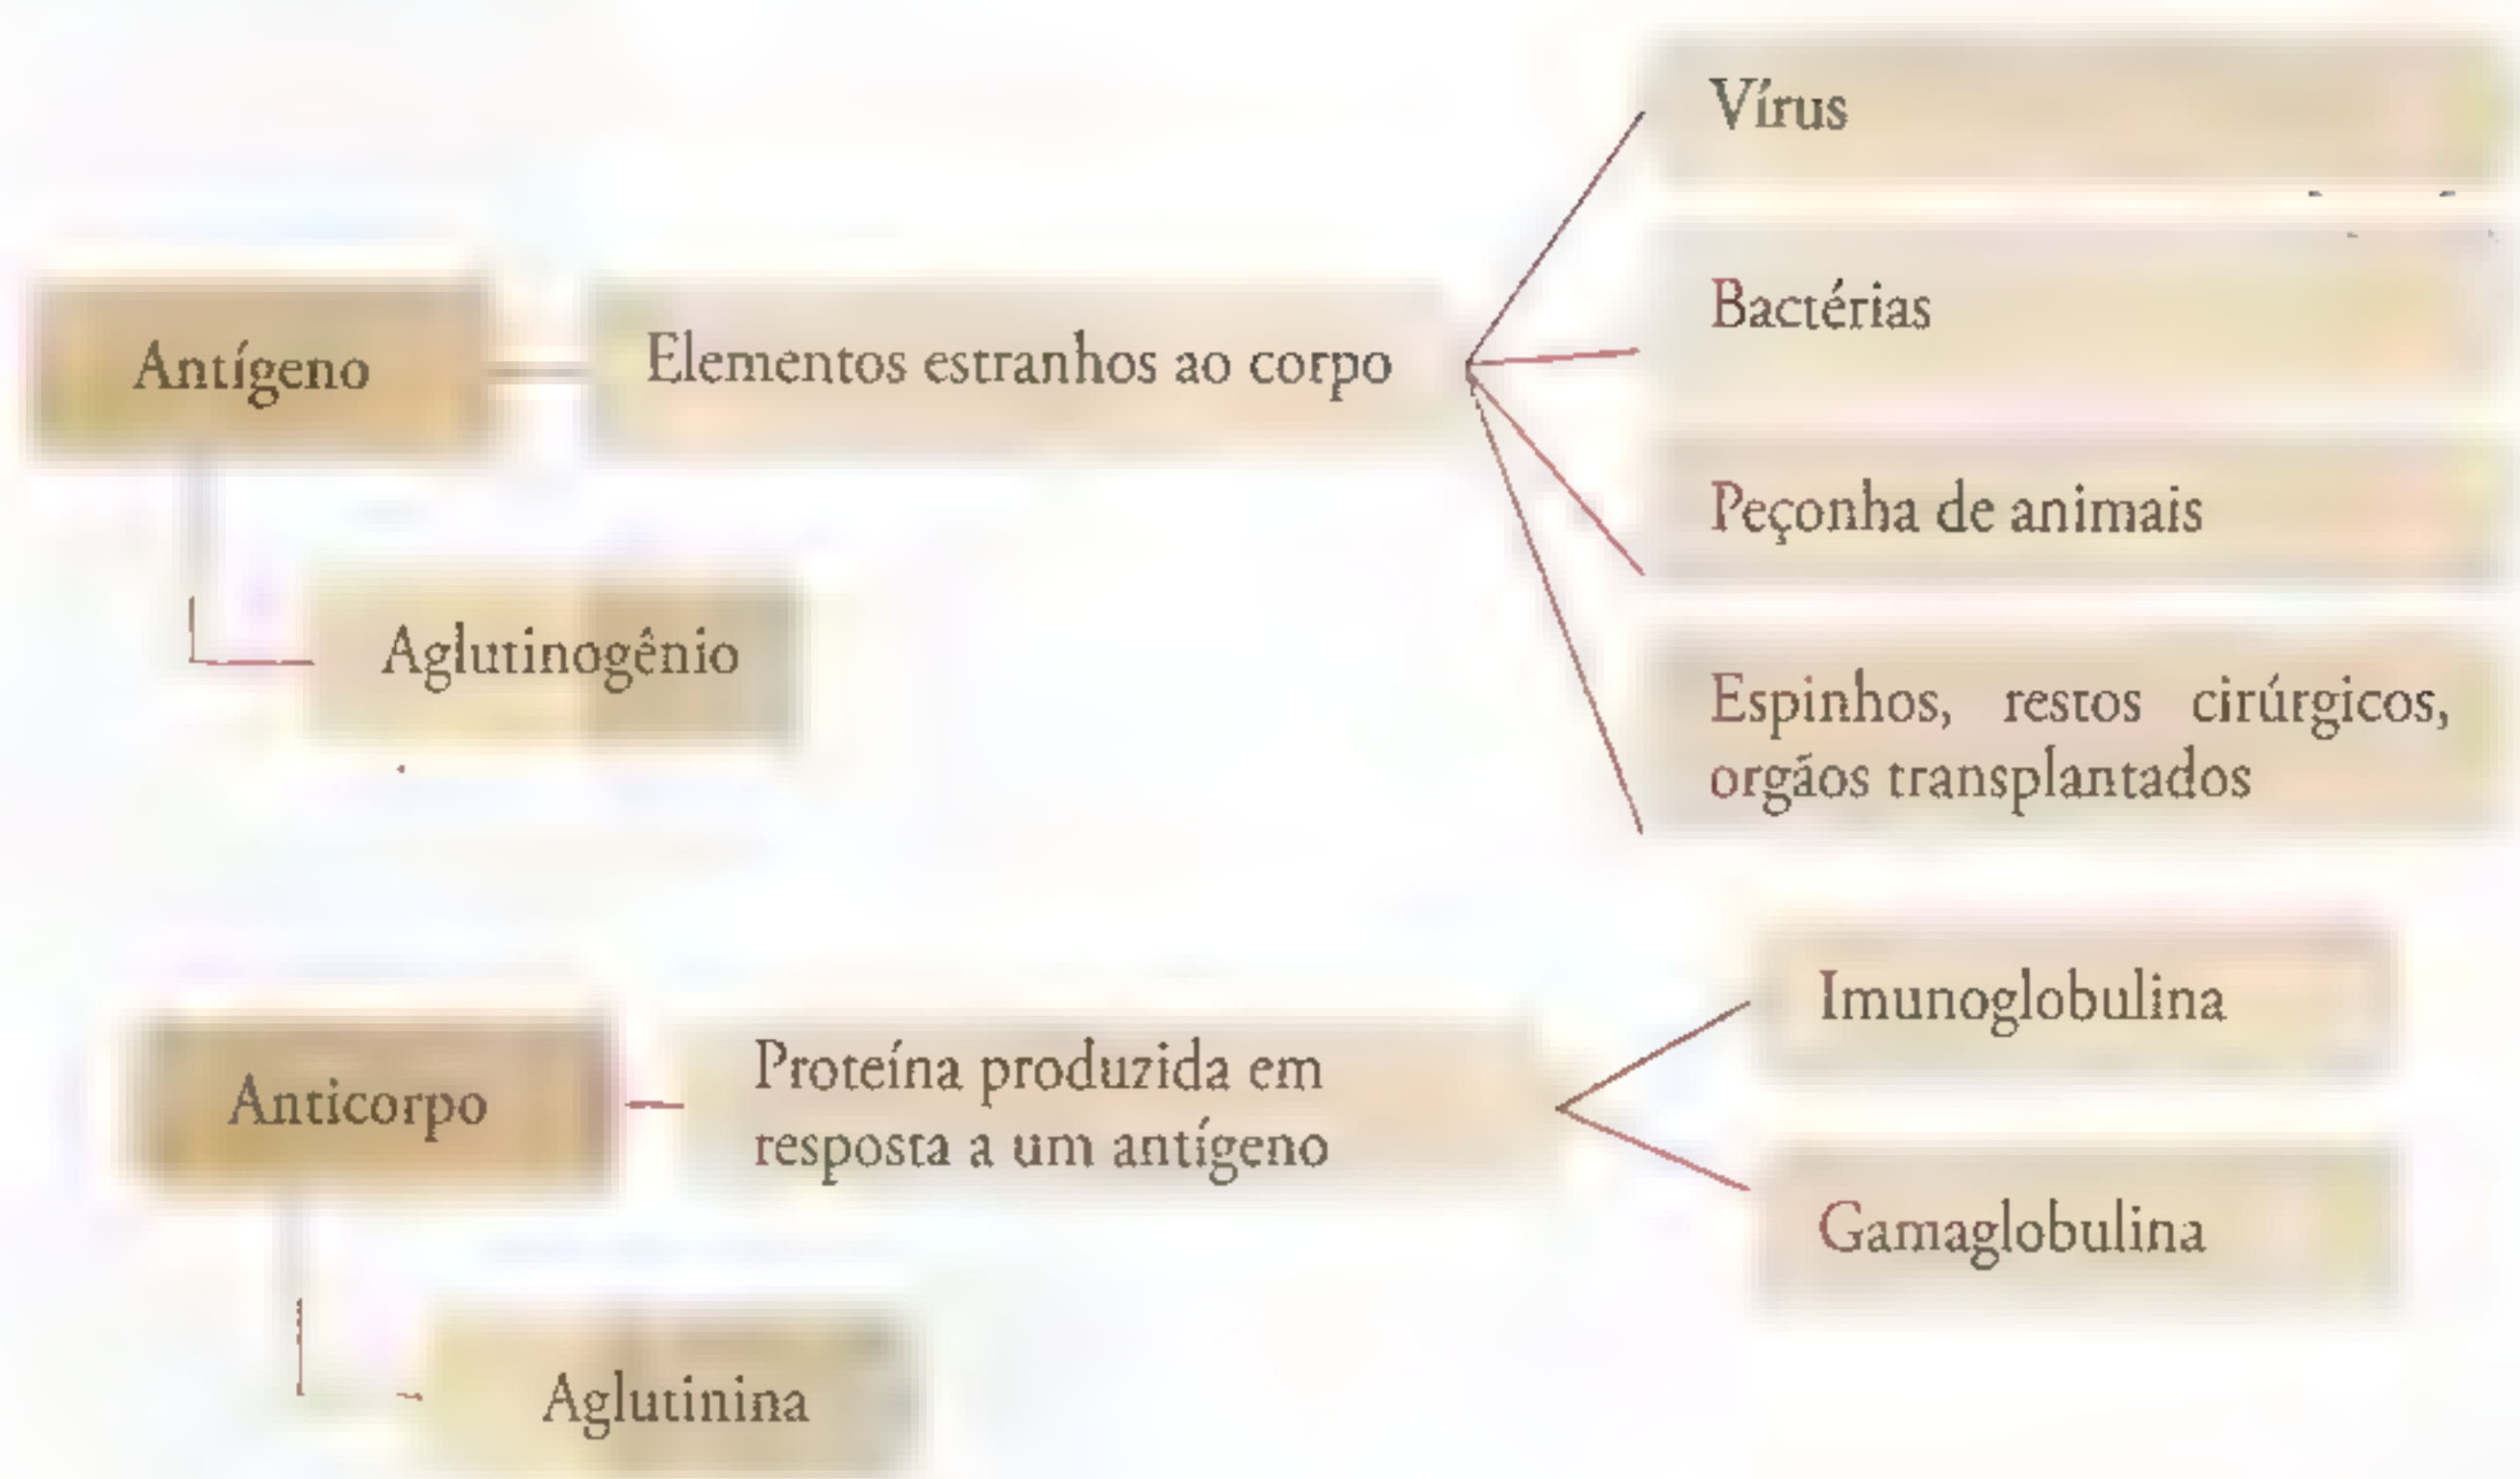 Vírus
Bactérias
Antígeno
Elementos estranhos ao corpo
Peçonha de animais
Aglutinogênio
Espinhos, restos cirúrgicos,
orgãos transplantados
Imunoglobulina
Anticorpo
Proteína produzida em
resposta a um antígeno
Gamaglobulina
Aglutinina